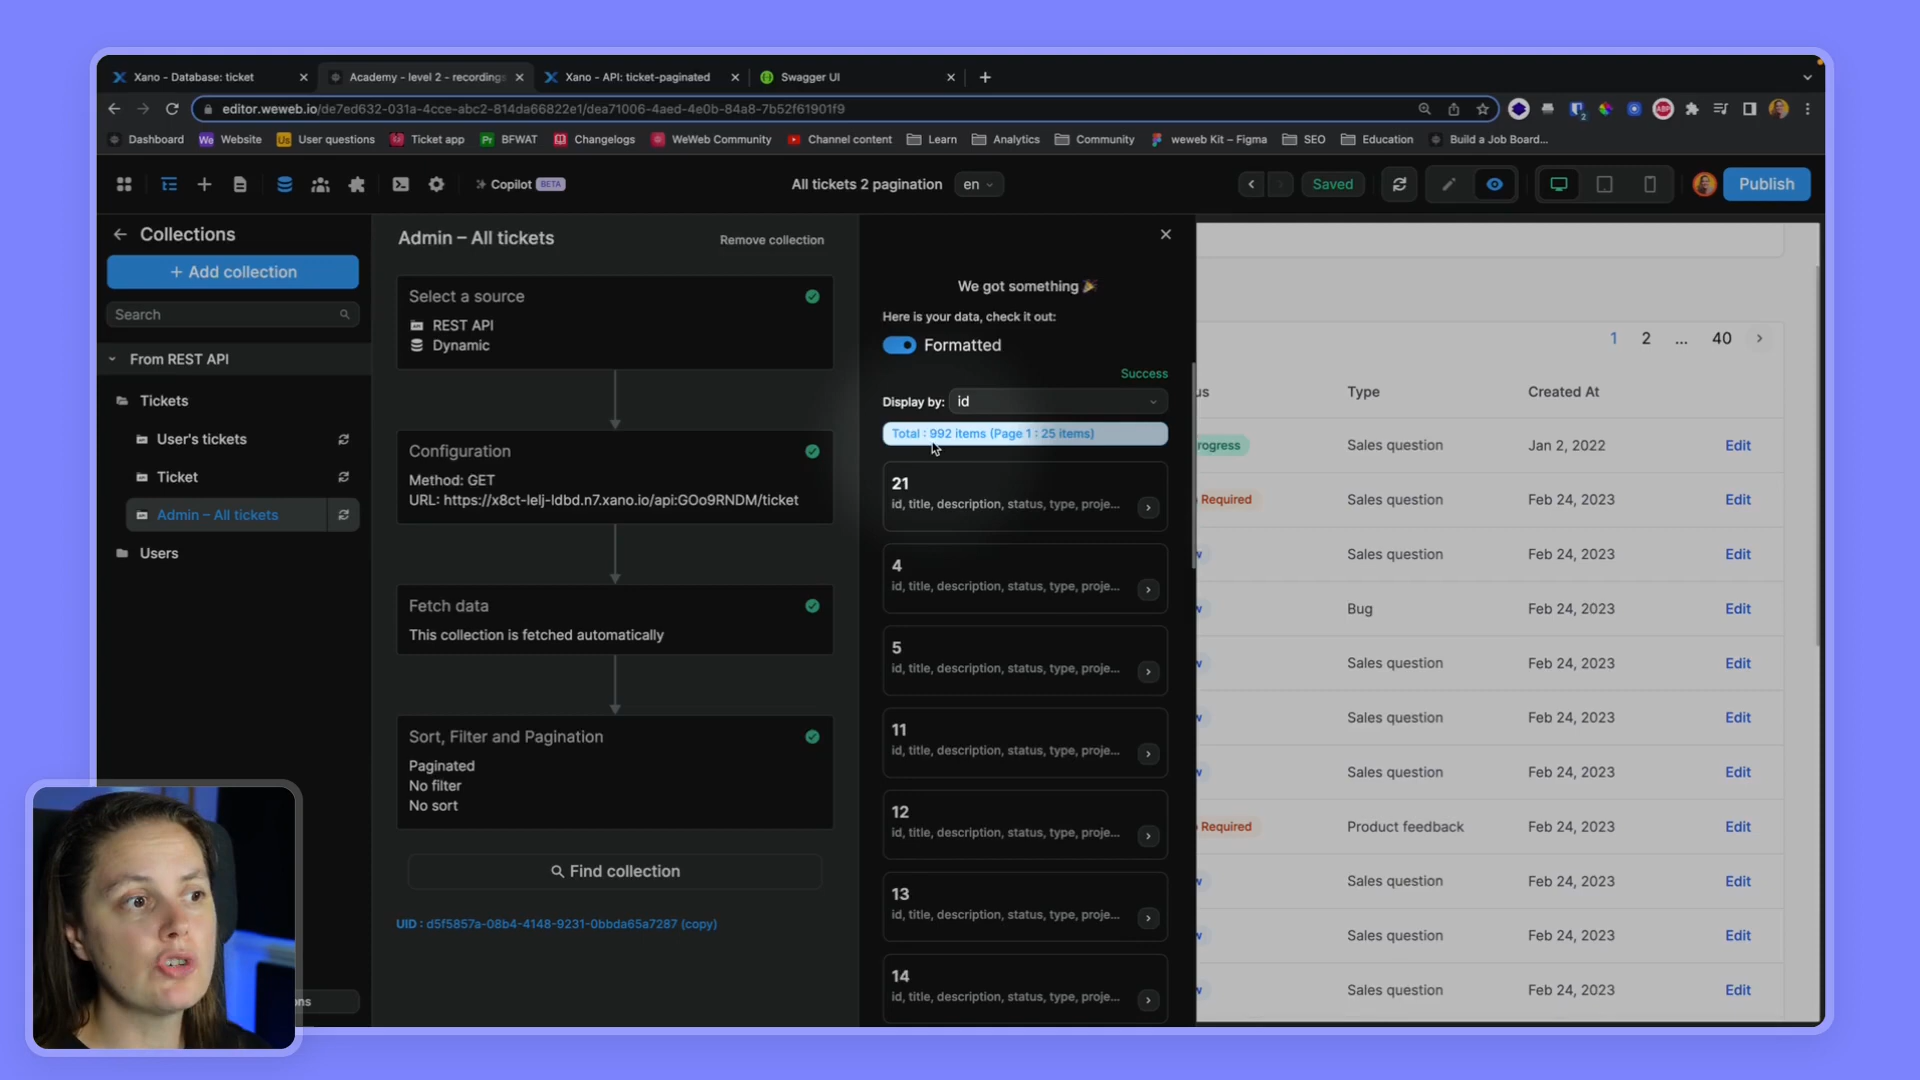 Xano - Database: ticket
Academy - level 2 - recordings
Xano - API: ticket-paginated
Swagger UI
editor.weweb.io/de7ed632-031a-4cce-abc2-814da66822e1/dea71006-4aed-4e0b-84a8-7b52f61901f9
Dashboard
We Website
Us User questions
Ticket app
Pr BFWAT
Changelogs
WeWeb Community
Channel content
Learn
Analytics
Community
weweb Kit – Figma
SEO
Education
Build a Job Board...
Copilot BETA
All tickets 2 pagination
en
Saved
Publish
Collections
+ Add collection
Search
From REST API
Tickets
User's tickets
Ticket
Admin – All tickets
Users
Admin – All tickets
Remove collection
Select a source
REST API
Dynamic
Configuration
Method: GET
URL: https://x8ct-lelj-ldbd.n7.xano.io/api:GOo9RNDM/ticket
Fetch data
This collection is fetched automatically
Sort, Filter and Pagination
Paginated
No filter
No sort
Find collection
UID : d5f5857a-08b4-4148-9231-0bbda65a7287 (copy)
We got something 🎉
Here is your data, check it out:
Formatted
Success
Display by: id
Total : 992 items (Page 1 : 25 items)
21
id, title, description, status, type, proje...
4
id, title, description, status, type, proje...
5
id, title, description, status, type, proje...
11
id, title, description, status, type, proje...
12
id, title, description, status, type, proje...
13
id, title, description, status, type, proje...
14
id, title, description, status, type, proje...
1 2 ... 40
us Type Created At
rogress Sales question Jan 2, 2022 Edit
Required Sales question Feb 24, 2023 Edit
w Sales question Feb 24, 2023 Edit
w Bug Feb 24, 2023 Edit
w Sales question Feb 24, 2023 Edit
w Sales question Feb 24, 2023 Edit
w Sales question Feb 24, 2023 Edit
Required Product feedback Feb 24, 2023 Edit
w Sales question Feb 24, 2023 Edit
w Sales question Feb 24, 2023 Edit
w Sales question Feb 24, 2023 Edit
ons